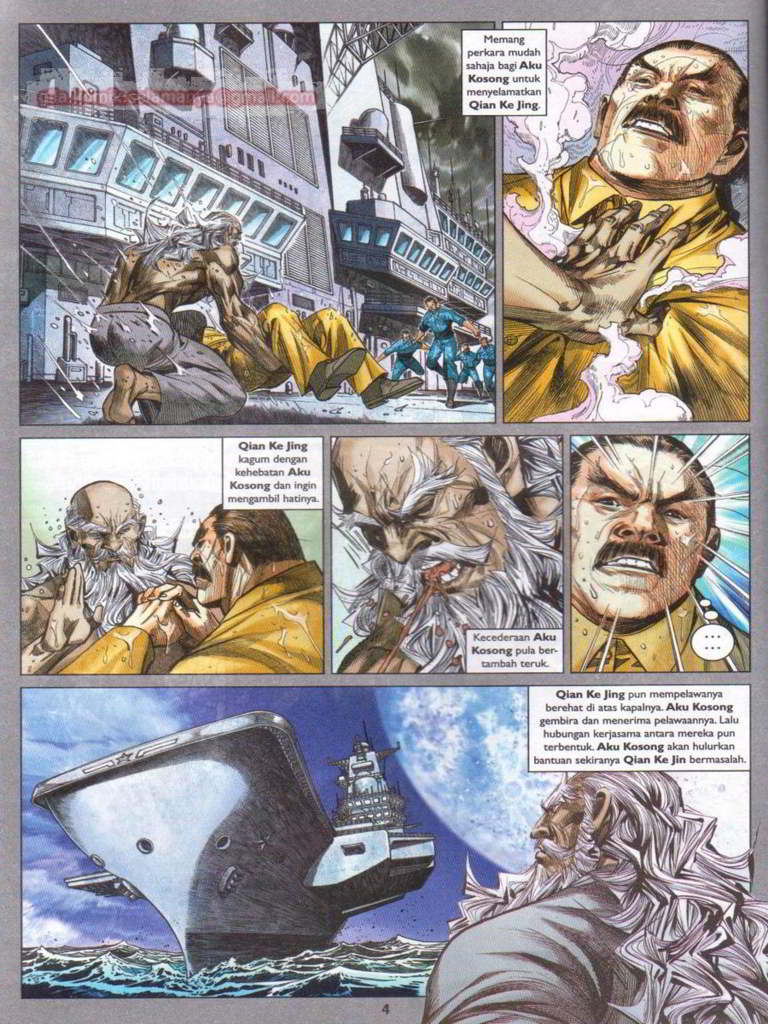 Memang
perkara mudah
sahaja bagi Aku
Kosong untuk
menyelamatkan
Qian Ke Jing.
Qian Ke Jing
kagum dengan
kehebatan Aku
Kosong dan ingin
mengambil hatinya.
Kecederaan Aku
Kosong pula ber-
tambah teruk.
...
...
Qian Ke Jing pun mempelawanya
berehat di atas kapalnya. Aku Kosong
gembira dan menerima pelawaannya. Lalu
hubungan kerjasama antara mereka pun
terbentuk. Aku Kosong akan hulurkan
bantuan sekiranya Qian Ke Jin bermasalah.
4